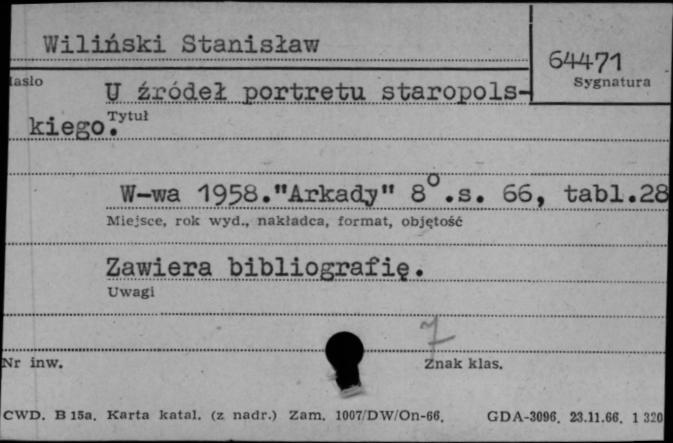 Wiliński Stanisław
64471
Sygnatura
Hasło
U źródeł portretu staropols-
Tytuł
kiego.
W-wa 1958."Arkady" 8°.s. 66, tabl.28
Miejsce, rok wyd., nakładca, format, objętość
Zawiera bibliografię.
Uwagi
7
Nr inw.
Znak klas.
CWD. B 15a. Karta katal. (z nadr.) Zam. 1007/DW/On-66. GDA-3096. 23.11.66. 1 320